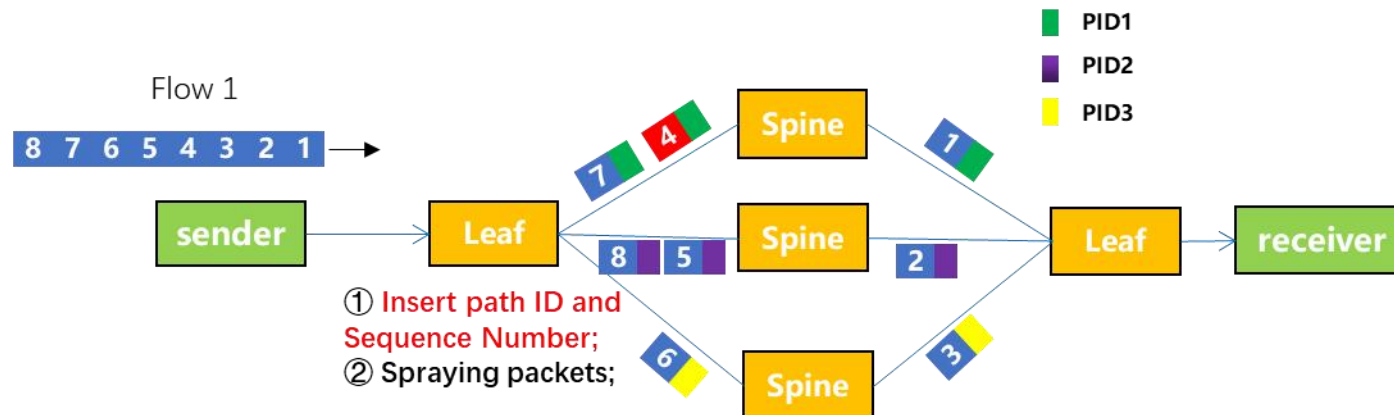 PID1
PID2
PID3
Flow 1
8 7 6 5 4 3 2 1
7 4
1
Spine
sender
Leaf
Spine
Leaf
receiver
8 5
2
① Insert path ID and
Sequence Number;
② Spraying packets;
6
3
Spine